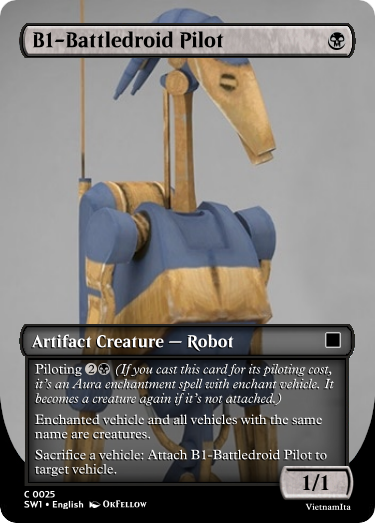 B1-Battledroid Pilot
Artifact Creature — Robot
Piloting 2B (If you cast this card for its piloting cost,
it's an Aura enchantment spell with enchant vehicle. It
becomes a creature again if it's not attached.)
Enchanted vehicle and all vehicles with the same
name are creatures.
Sacrifice a vehicle: Attach B1-Battledroid Pilot to
target vehicle.
1/1
C 0025
SW1 • English OkFellow
VietnamIta